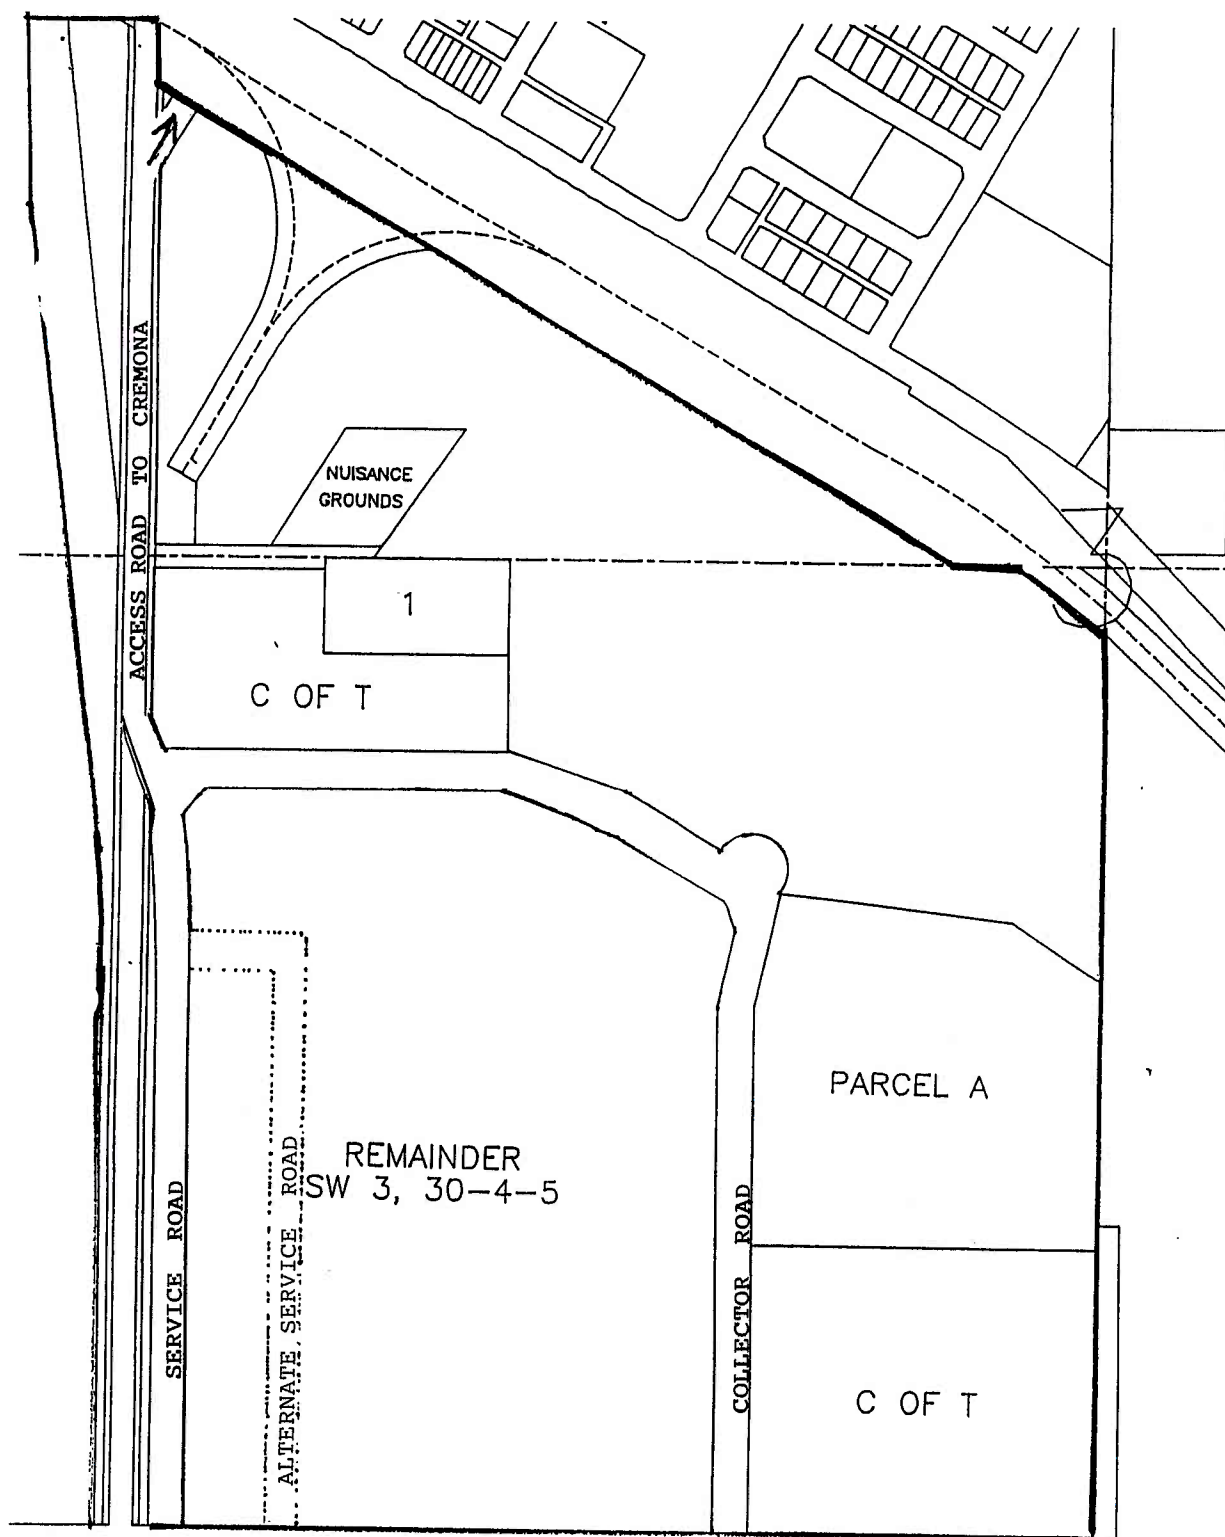 ACCESS ROAD TO CREMONA
NUISANCE
GROUNDS
1
C OF T
PARCEL A
REMAINDER
SW 3, 30-4-5
SERVICE ROAD
ALTERNATE SERVICE ROAD
COLLECTOR ROAD
C OF T